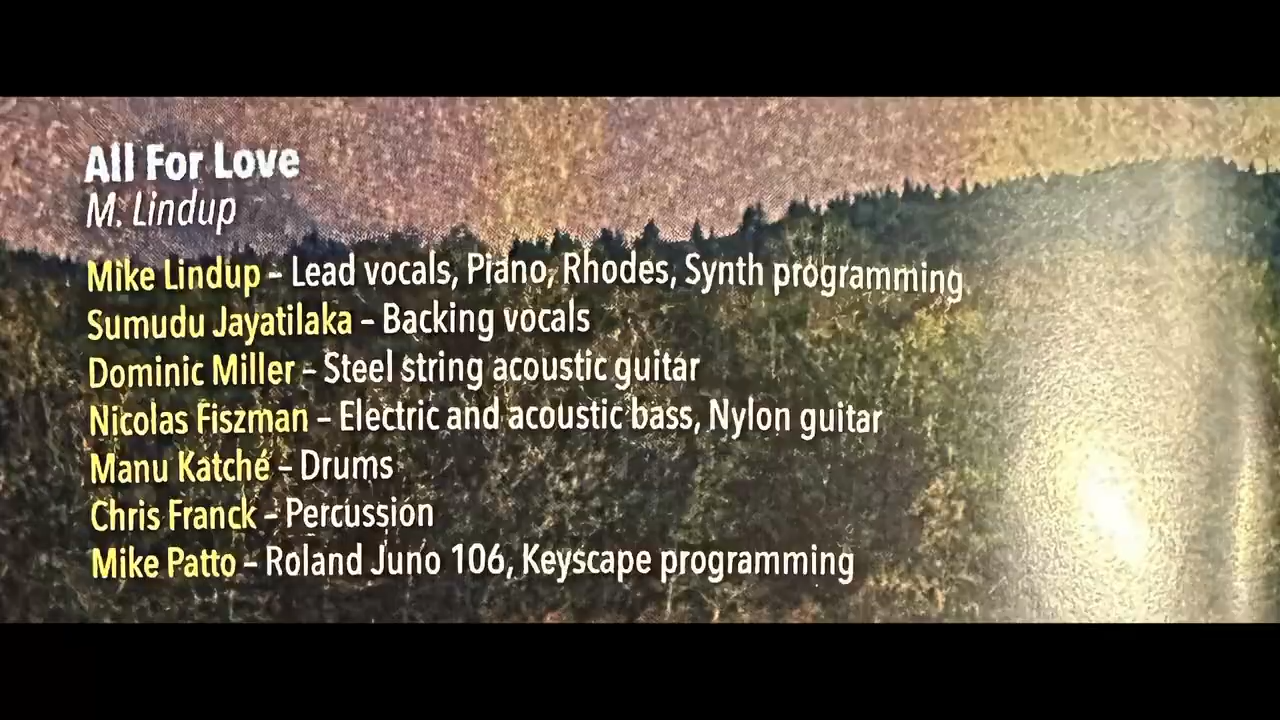 All For Love
M. Lindup
Mike Lindup – Lead vocals, Piano, Rhodes, Synth programming
Sumudu Jayatilaka – Backing vocals
Dominic Miller – Steel string acoustic guitar
Nicolas Fiszman – Electric and acoustic bass, Nylon guitar
Manu Katché – Drums
Chris Franck – Percussion
Mike Patto – Roland Juno 106, Keyscape programming